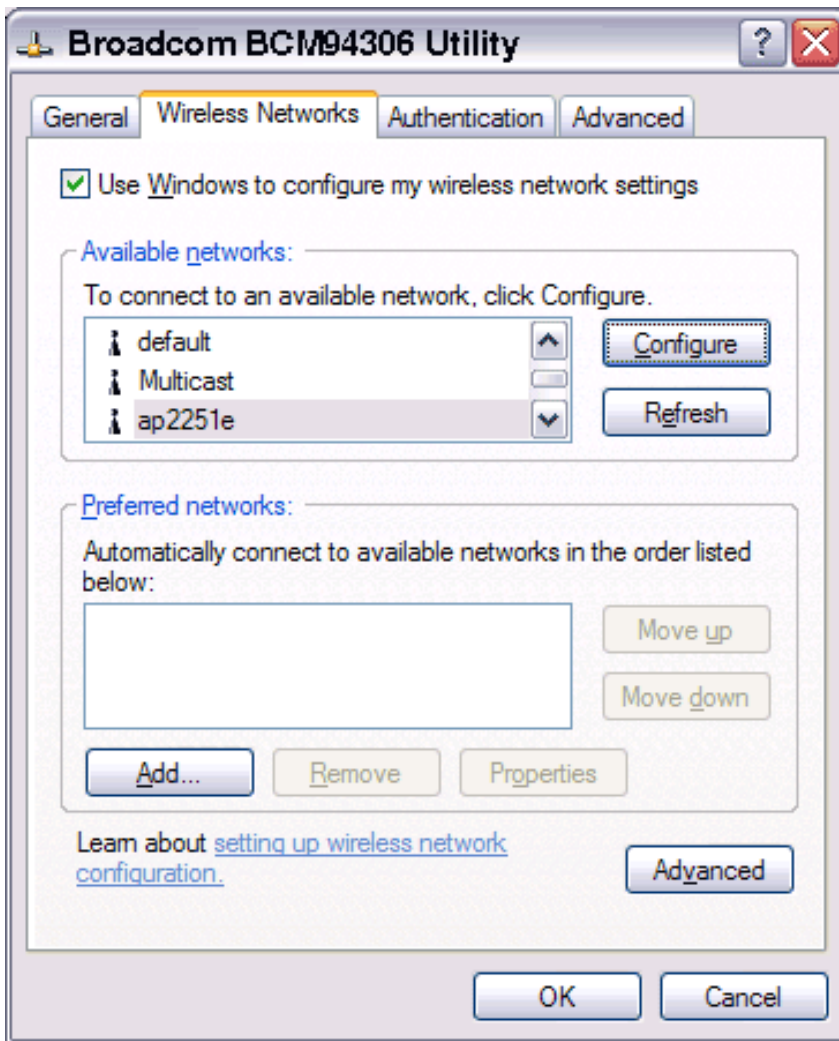 Broadcom BCM94306 Utility
?
General Wireless Networks Authentication Advanced
Use Windows to configure my wireless network settings
Available networks:
To connect to an available network, click Configure.
default
Multicast
ap2251e
Configure
Refresh
Preferred networks:
Automatically connect to available networks in the order listed
below:
Move up
Move down
Add... Remove Properties
Learn about setting up wireless network
configuration.
Advanced
OK Cancel